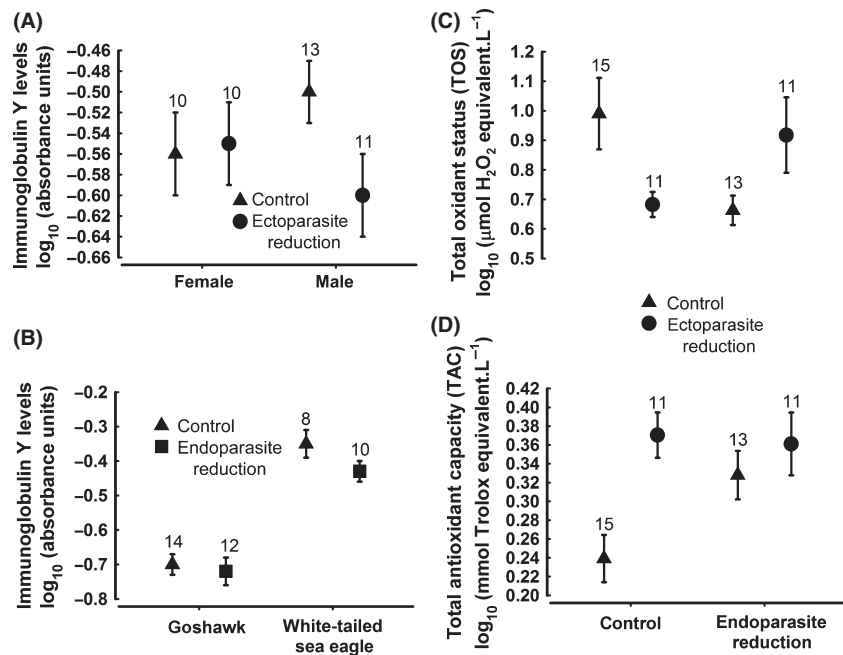 (A)
Immunoglobulin Y levels
log10 (absorbance units)
−0.46
−0.48
−0.50
−0.52
−0.54
−0.56
−0.58
−0.60
−0.62
−0.64
−0.66
10
10
13
11
Control
Ectoparasite
reduction
Female
Male
(B)
Immunoglobulin Y levels
log10 (absorbance units)
−0.2
−0.3
−0.4
−0.5
−0.6
−0.7
−0.8
14
12
8
10
Control
Endoparasite
reduction
Goshawk
White-tailed
sea eagle
(C)
Total oxidant status (TOS)
log10 (μmol H2O2 equivalent.L−1)
1.2
1.1
1.0
0.9
0.8
0.7
0.6
0.5
15
11
13
11
Control
Ectoparasite
reduction
(D)
Total antioxidant capacity (TAC)
log10 (mmol Trolox equivalent.L−1)
0.42
0.40
0.38
0.36
0.34
0.32
0.30
0.28
0.26
0.24
0.22
0.20
15
11
13
11
Control
Endoparasite
reduction